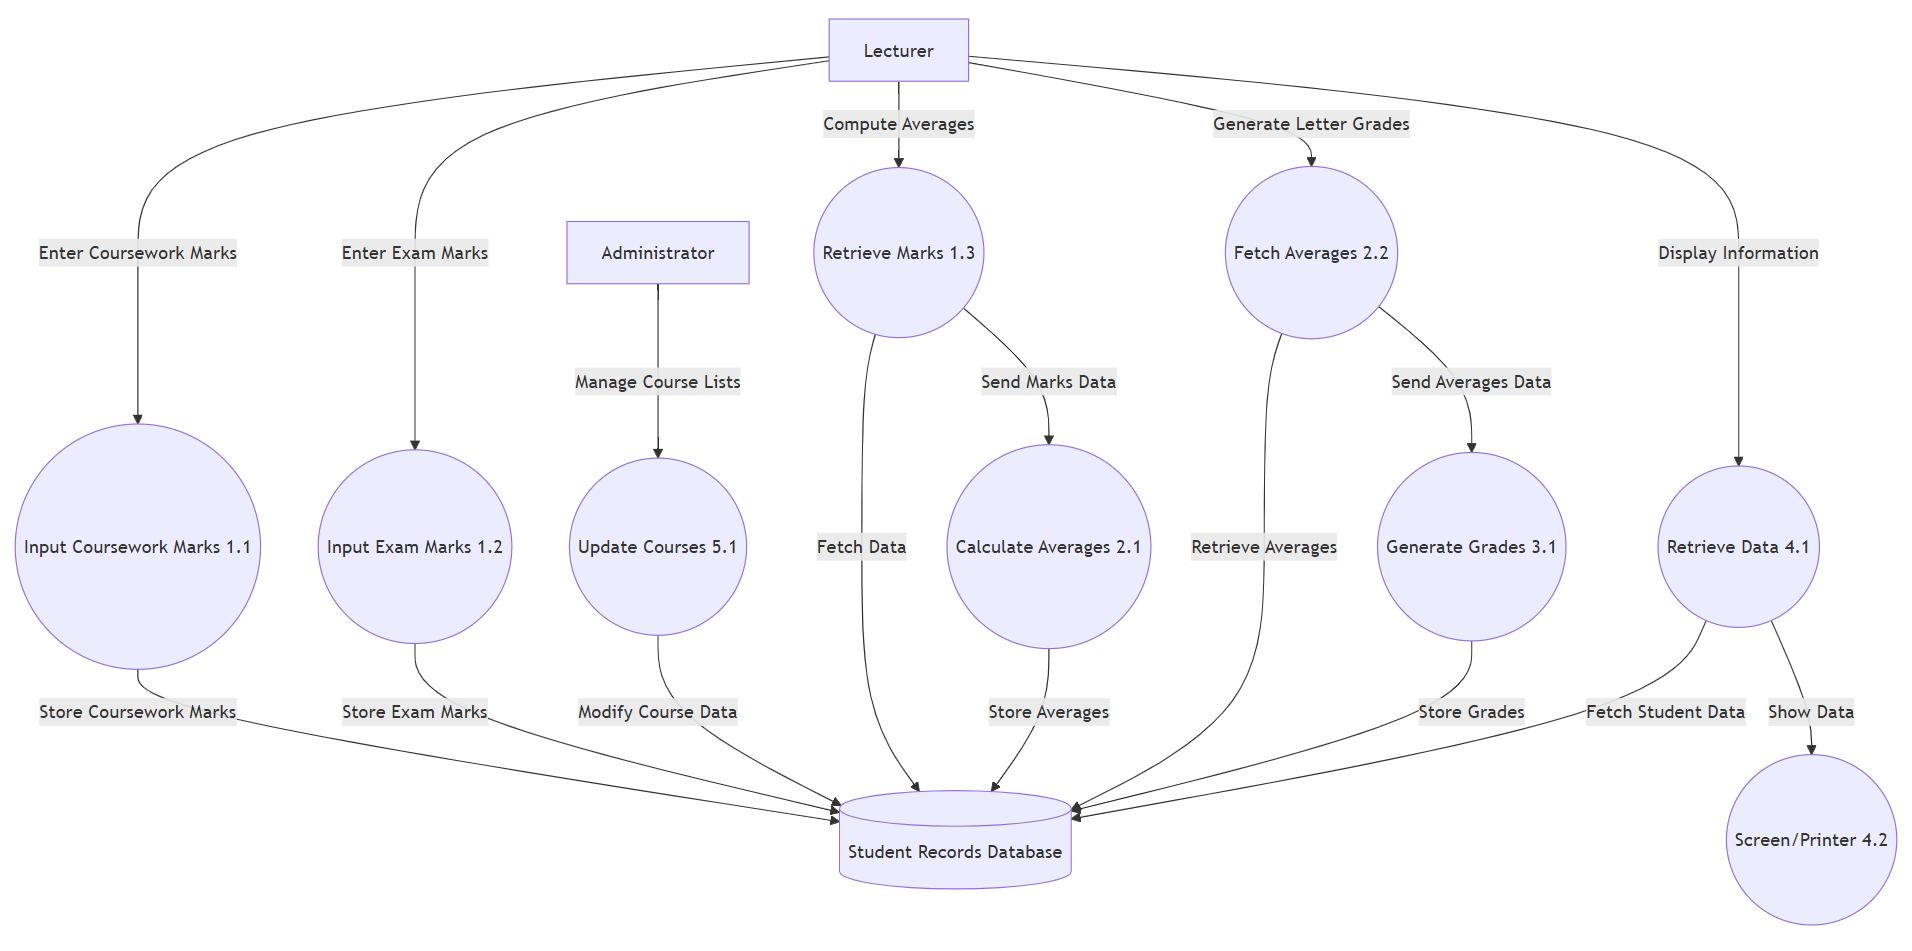 Lecturer
Compute Averages
Generate Letter Grades
Enter Coursework Marks
Enter Exam Marks
Administrator
Retrieve Marks 1.3
Fetch Averages 2.2
Display Information
Manage Course Lists
Send Marks Data
Send Averages Data
Input Coursework Marks 1.1
Input Exam Marks 1.2
Update Courses 5.1
Fetch Data
Calculate Averages 2.1
Retrieve Averages
Generate Grades 3.1
Retrieve Data 4.1
Store Coursework Marks
Store Exam Marks
Modify Course Data
Store Averages
Store Grades
Fetch Student Data
Show Data
Student Records Database
Screen/Printer 4.2